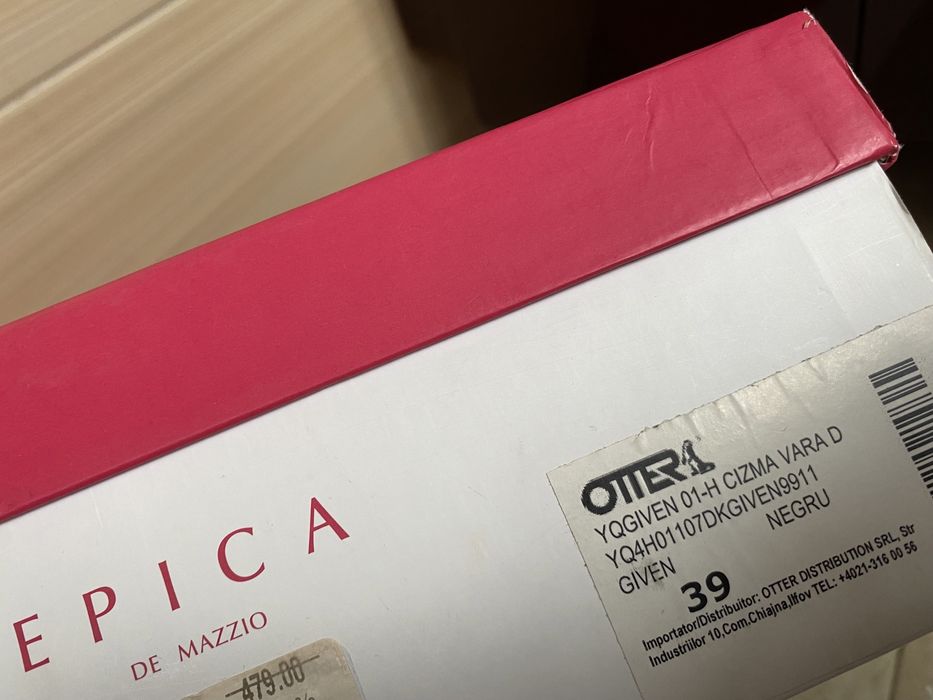 EPICA
DE MAZZIO
479.00
%
OTTER
YQGIVEN 01-H CIZMA VARA D
YQ4H01107DKGIVEN9911
GIVEN NEGRU
39
Importator/Distribuitor: OTTER DISTRIBUTION SRL, Str
Industriilor 10,Com.Chiajna,Ilfov TEL: +4021-316 00 56